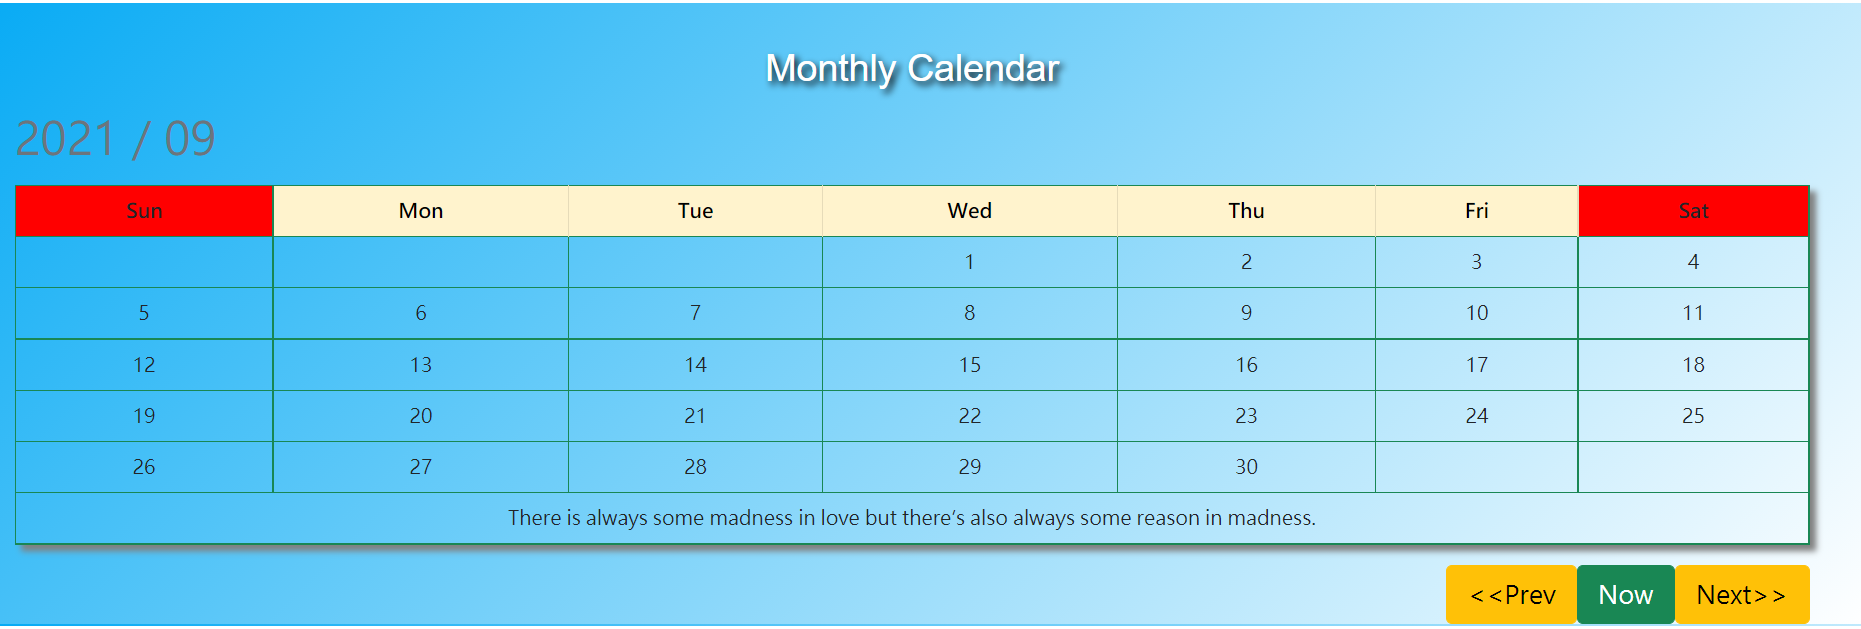 Monthly Calendar
2021 / 09
Sun Mon Tue Wed Thu Fri Sat
1 2 3 4
5 6 7 8 9 10 11
12 13 14 15 16 17 18
19 20 21 22 23 24 25
26 27 28 29 30
There is always some madness in love but there’s also always some reason in madness.
<<Prev Now Next>>